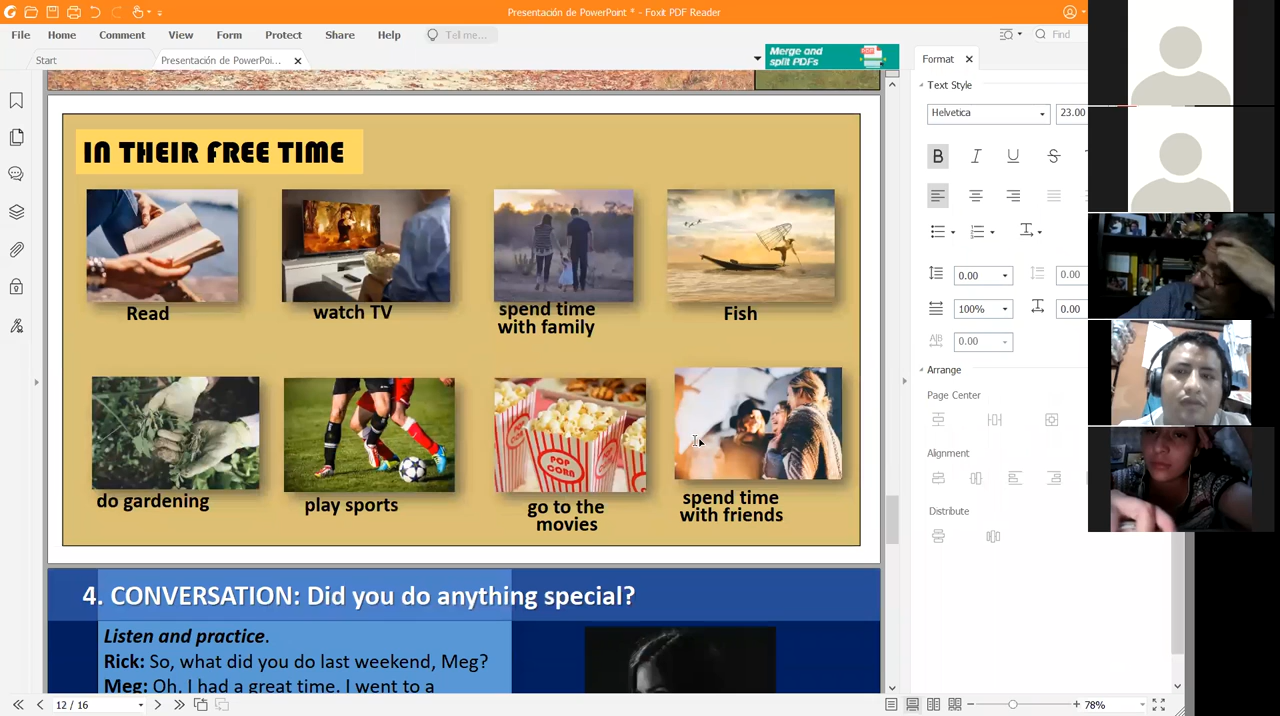 Presentación de PowerPoint * - Foxit PDF Reader
File Home Comment View Form Protect Share Help Tell me... Find
Start Presentación de PowerPoi... Merge and split PDFs
Format
Text Style
Helvetica 23.00
B I U S
0.00 0.00
100% 0.00
0.00
Arrange
Page Center
Alignment
Distribute
IN THEIR FREE TIME
Read
watch TV
spend time
with family
Fish
do gardening
play sports
POP CORN
go to the
movies
spend time
with friends
4. CONVERSATION: Did you do anything special?
Listen and practice.
Rick: So, what did you do last weekend, Meg?
Meg: Oh, I had a great time. I went to a
12 / 16
78%